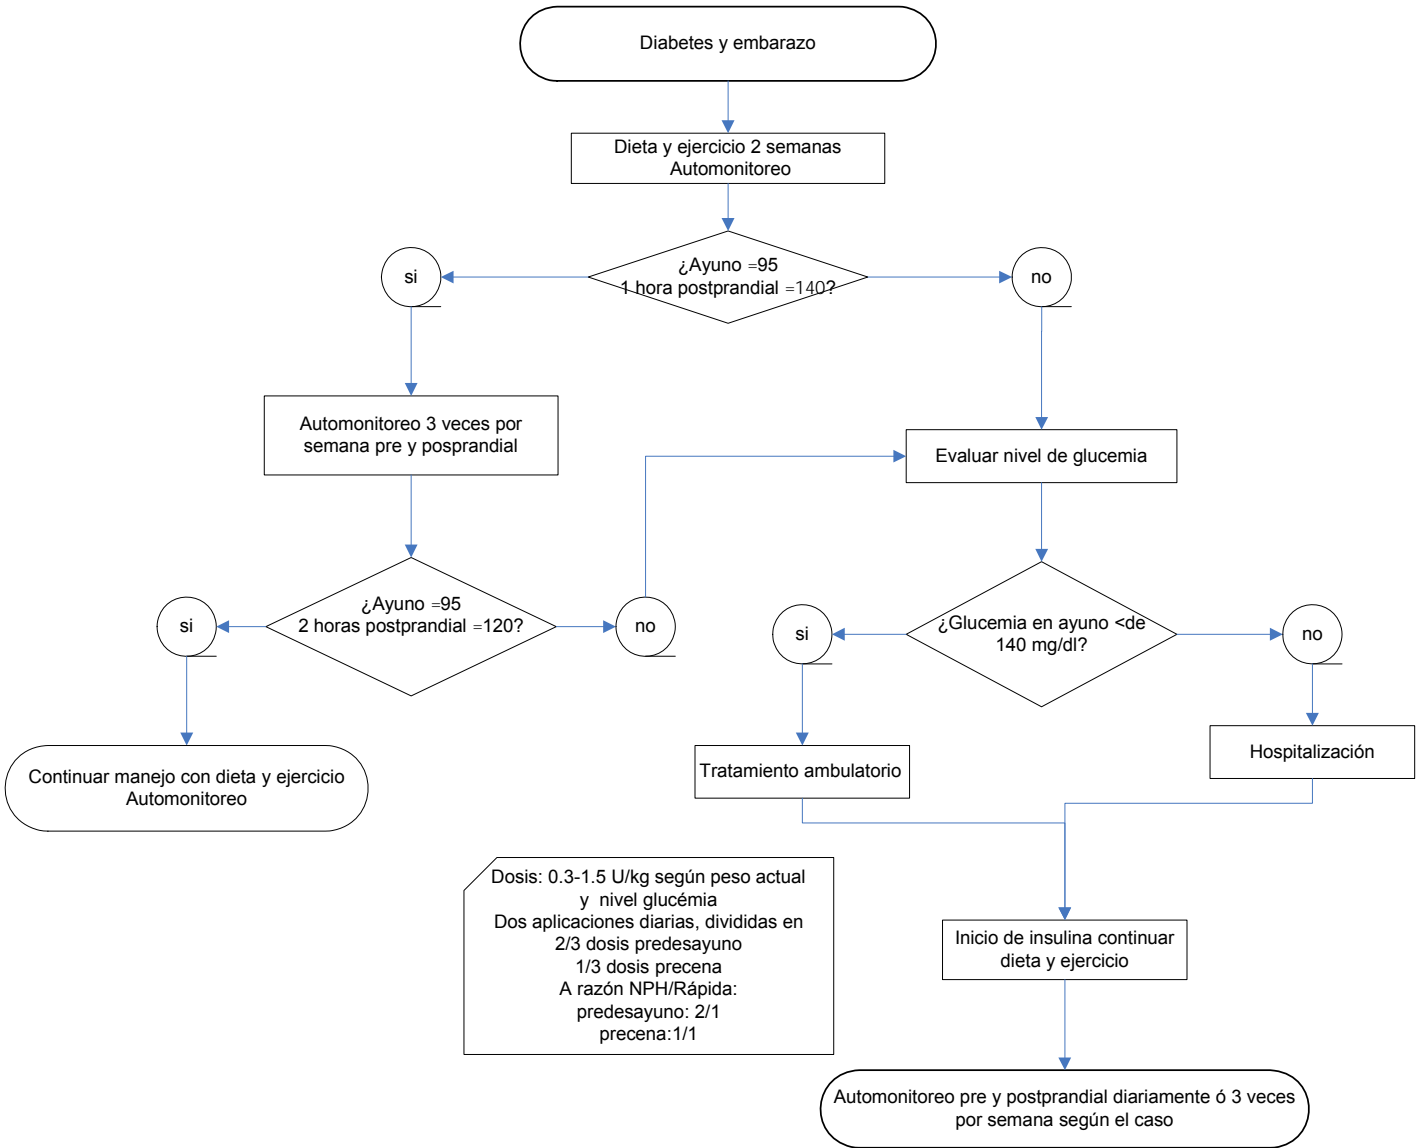 Diabetes y embarazo
Dieta y ejercicio 2 semanas
Automonitoreo
¿Ayuno =95
1 hora postprandial =140?
si
no
Automonitoreo 3 veces por
semana pre y posprandial
Evaluar nivel de glucemia
¿Ayuno =95
2 horas postprandial =120?
si
no
¿Glucemia en ayuno <de
140 mg/dl?
si
no
Continuar manejo con dieta y ejercicio
Automonitoreo
Tratamiento ambulatorio
Hospitalización
Dosis: 0.3-1.5 U/kg según peso actual
y nivel glucémia
Dos aplicaciones diarias, divididas en
2/3 dosis predesayuno
1/3 dosis precena
A razón NPH/Rápida:
predesayuno: 2/1
precena:1/1
Inicio de insulina continuar
dieta y ejercicio
Automonitoreo pre y postprandial diariamente ó 3 veces
por semana según el caso